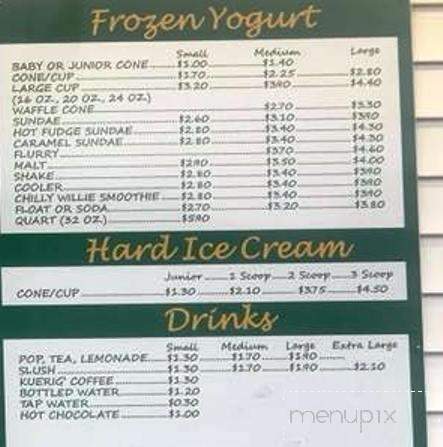 Frozen Yogurt
Small Medium Large
BABY OR JUNIOR CONE $1.00 $1.40
CONE/CUP $1.70 $2.25 $2.80
LARGE CUP $3.20 $3.90 $4.40
(16 OZ., 20 OZ., 24 OZ.)
WAFFLE CONE $2.70 $3.30
SUNDAE $2.60 $3.10 $3.90
HOT FUDGE SUNDAE $2.80 $3.40 $4.30
CARAMEL SUNDAE $2.80 $3.40 $4.30
FLURRY $3.70 $4.60
MALT $2.90 $3.50 $4.00
SHAKE $2.80 $3.40 $3.90
COOLER $2.80 $3.40 $3.90
CHILLY WILLIE SMOOTHIE $2.80 $3.40 $3.90
FLOAT OR SODA $2.70 $3.20 $3.80
QUART (32 OZ.) $5.90
Hard Ice Cream
Junior 1 Scoop 2 Scoop 3 Scoop
CONE/CUP $1.30 $2.10 $3.75 $4.50
Drinks
Small Medium Large Extra Large
POP, TEA, LEMONADE $1.30 $1.70 $1.90
SLUSH $1.30 $1.70 $1.90 $2.10
KUERIG' COFFEE $1.30
BOTTLED WATER $1.20
TAP WATER $0.30
HOT CHOCOLATE $1.00
menupix